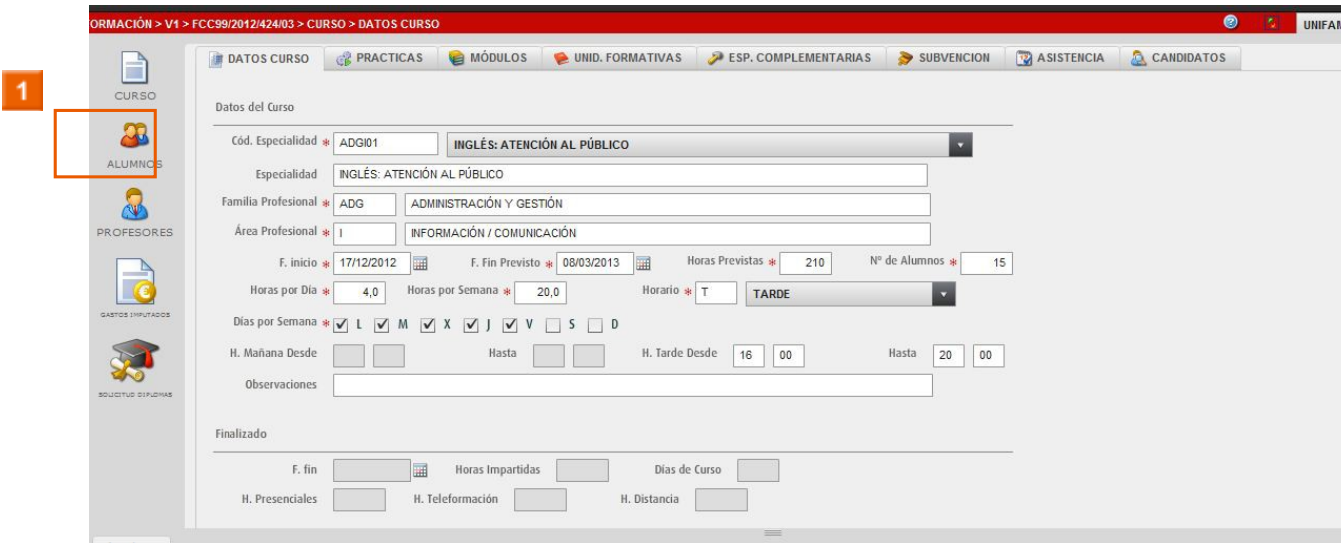 ORMACIÓN > V1 > FCC99/2012/424/03 > CURSO > DATOS CURSO
UNIFAM
1
CURSO
ALUMNOS
PROFESORES
GASTOS IMPUTADOS
SOLICITUD DIPLOMAS
DATOS CURSO PRACTICAS MÓDULOS UNID. FORMATIVAS ESP. COMPLEMENTARIAS SUBVENCION ASISTENCIA CANDIDATOS
Datos del Curso
Cód. Especialidad * ADGI01 INGLÉS: ATENCIÓN AL PÚBLICO
Especialidad INGLÉS: ATENCIÓN AL PÚBLICO
Familia Profesional * ADG ADMINISTRACIÓN Y GESTIÓN
Área Profesional * I INFORMACIÓN / COMUNICACIÓN
F. inicio * 17/12/2012 F. Fin Previsto * 08/03/2013 Horas Previstas * 210 Nº de Alumnos * 15
Horas por Día * 4,0 Horas por Semana * 20,0 Horario * T TARDE
Días por Semana * L M X J V S D
H. Mañana Desde Hasta H. Tarde Desde 16 00 Hasta 20 00
Observaciones
Finalizado
F. fin Horas Impartidas Días de Curso
H. Presenciales H. Teleformación H. Distancia